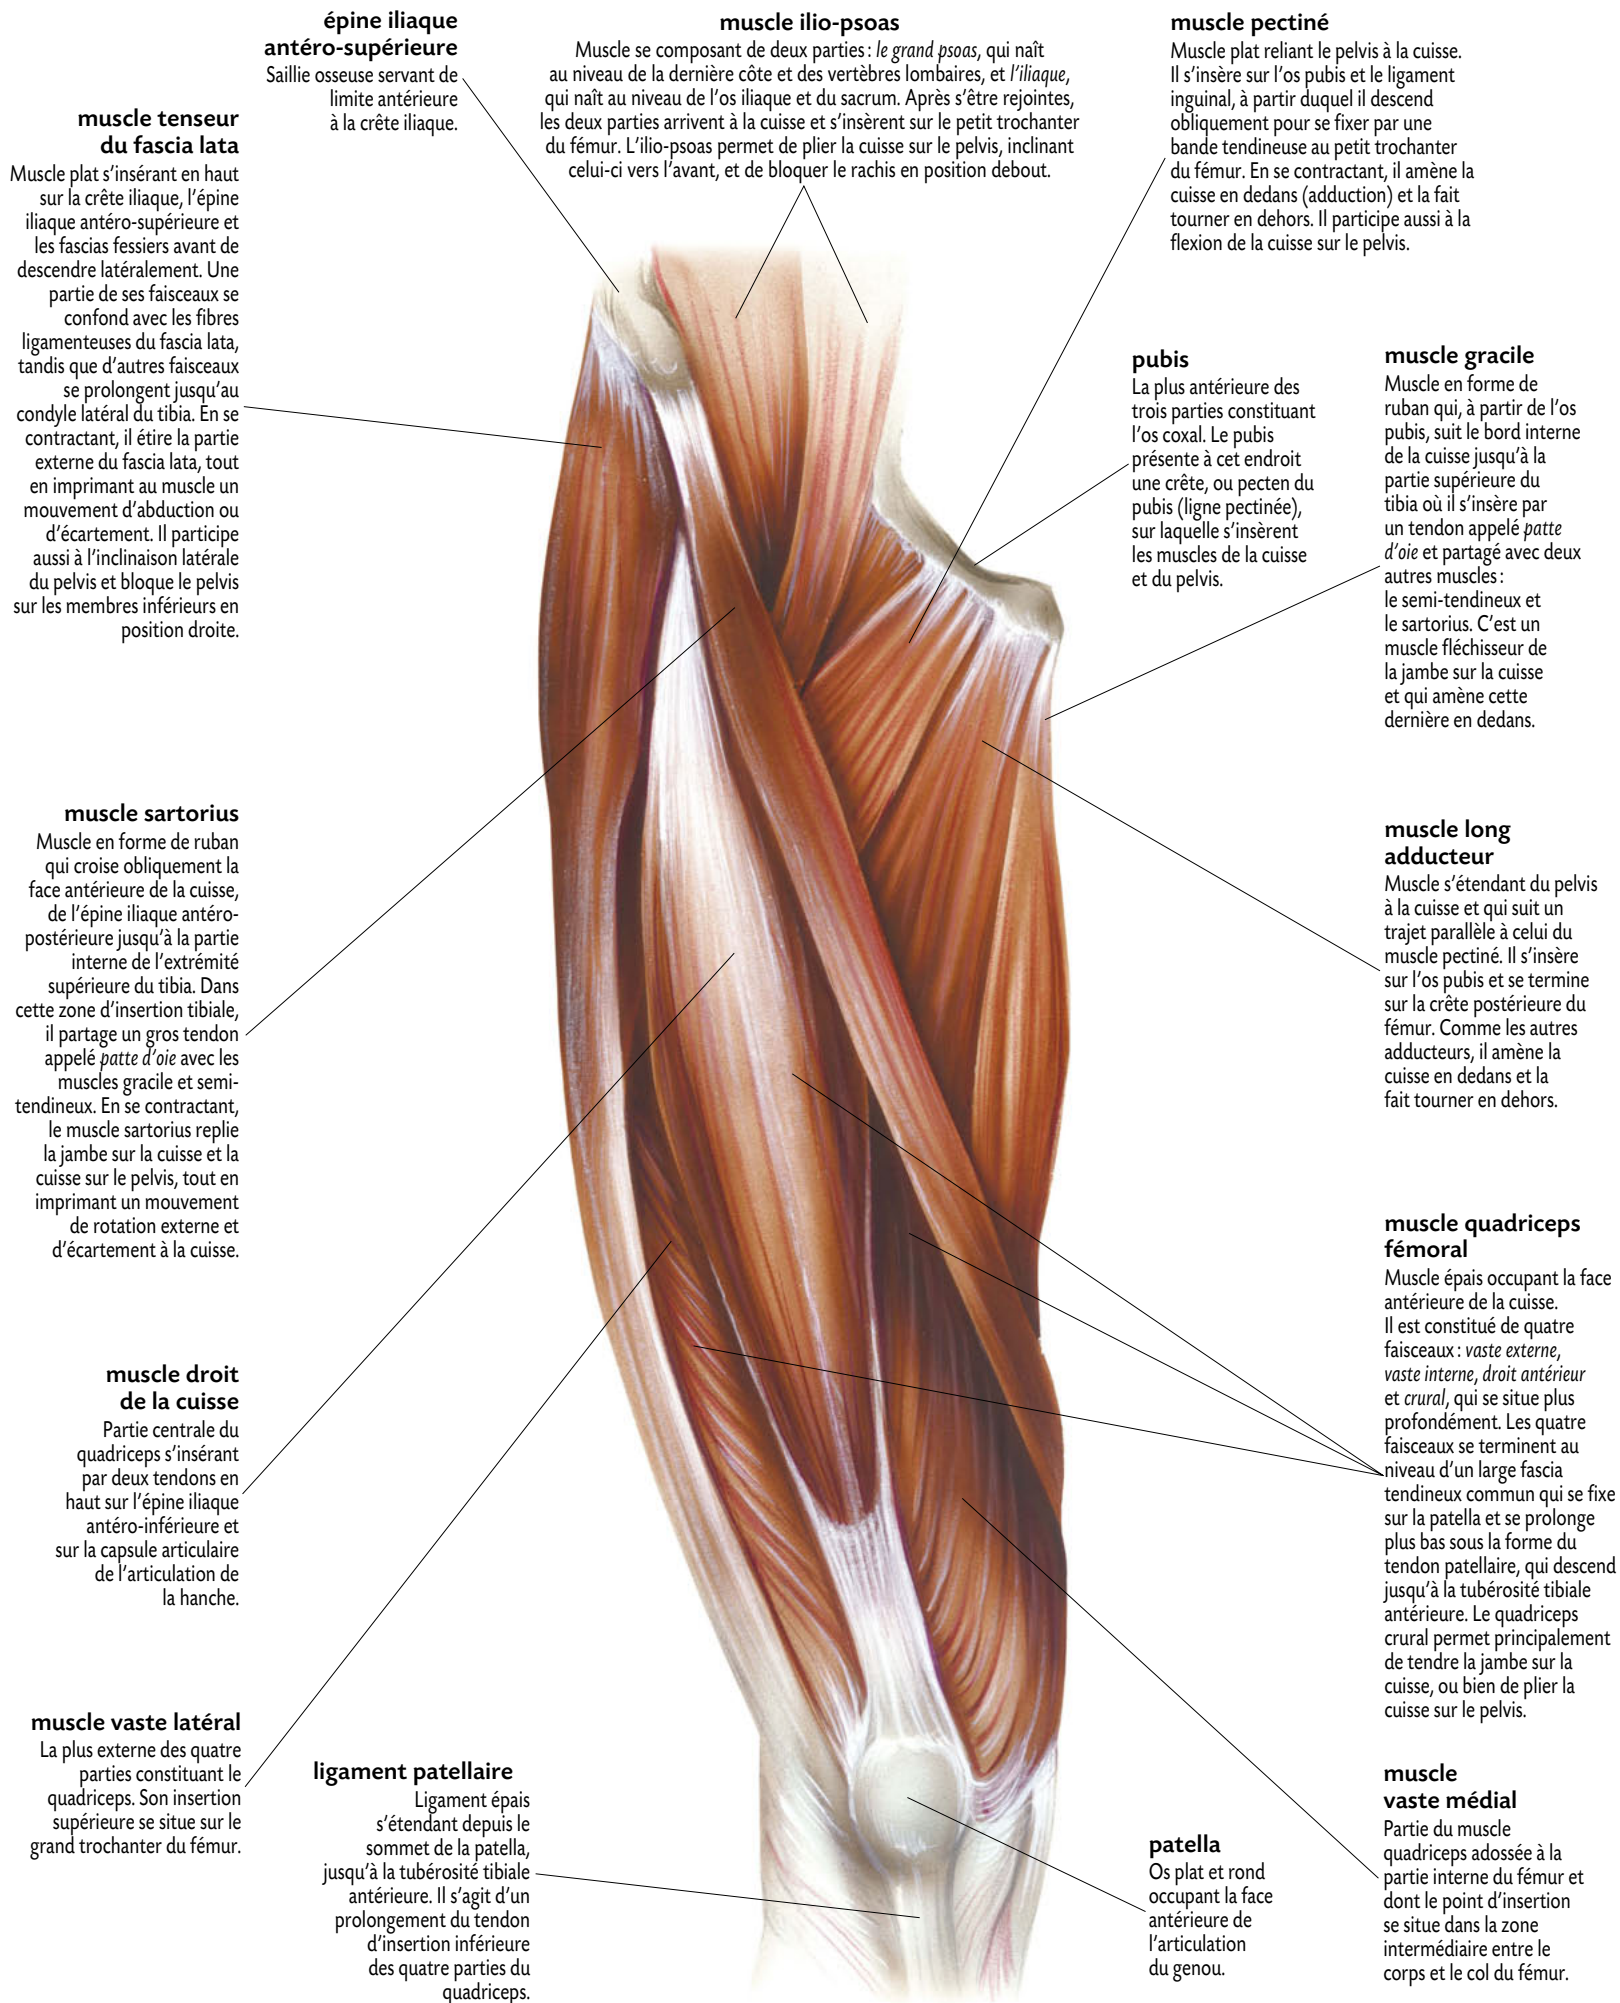 épine iliaque
antéro-supérieure
Saillie osseuse servant de
limite antérieure
à la crête iliaque.
muscle ilio-psoas
Muscle se composant de deux parties : le grand psoas, qui naît
au niveau de la dernière côte et des vertèbres lombaires, et l’iliaque,
qui naît au niveau de l’os iliaque et du sacrum. Après s’être rejointes,
les deux parties arrivent à la cuisse et s’insèrent sur le petit trochanter
du fémur. L’ilio-psoas permet de plier la cuisse sur le pelvis, inclinant
celui-ci vers l’avant, et de bloquer le rachis en position debout.
muscle pectiné
Muscle plat reliant le pelvis à la cuisse.
Il s’insère sur l’os pubis et le ligament
inguinal, à partir duquel il descend
obliquement pour se fixer par une
bande tendineuse au petit trochanter
du fémur. En se contractant, il amène la
cuisse en dedans (adduction) et la fait
tourner en dehors. Il participe aussi à la
flexion de la cuisse sur le pelvis.
muscle tenseur
du fascia lata
Muscle plat s’insérant en haut
sur la crête iliaque, l’épine
iliaque antéro-supérieure et
les fascias fessiers avant de
descendre latéralement. Une
partie de ses faisceaux se
confond avec les fibres
ligamenteuses du fascia lata,
tandis que d’autres faisceaux
se prolongent jusqu’au
condyle latéral du tibia. En se
contractant, il étire la partie
externe du fascia lata, tout
en imprimant au muscle un
mouvement d’abduction ou
d’écartement. Il participe
aussi à l’inclinaison latérale
du pelvis et bloque le pelvis
sur les membres inférieurs en
position droite.
pubis
La plus antérieure des
trois parties constituant
l’os coxal. Le pubis
présente à cet endroit
une crête, ou pecten du
pubis (ligne pectinée),
sur laquelle s’insèrent
les muscles de la cuisse
et du pelvis.
muscle gracile
Muscle en forme de
ruban qui, à partir de l’os
pubis, suit le bord interne
de la cuisse jusqu’à la
partie supérieure du
tibia où il s’insère par
un tendon appelé patte
d’oie et partagé avec deux
autres muscles :
le semi-tendineux et
le sartorius. C’est un
muscle fléchisseur de
la jambe sur la cuisse
et qui amène cette
dernière en dedans.
muscle sartorius
Muscle en forme de ruban
qui croise obliquement la
face antérieure de la cuisse,
de l’épine iliaque antéro-
postérieure jusqu’à la partie
interne de l’extrémité
supérieure du tibia. Dans
cette zone d’insertion tibiale,
il partage un gros tendon
appelé patte d’oie avec les
muscles gracile et semi-
tendineux. En se contractant,
le muscle sartorius replie
la jambe sur la cuisse et la
cuisse sur le pelvis, tout en
imprimant un mouvement
de rotation externe et
d’écartement à la cuisse.
muscle long
adducteur
Muscle s’étendant du pelvis
à la cuisse et qui suit un
trajet parallèle à celui du
muscle pectiné. Il s’insère
sur l’os pubis et se termine
sur la crête postérieure du
fémur. Comme les autres
adducteurs, il amène la
cuisse en dedans et la
fait tourner en dehors.
muscle quadriceps
fémoral
Muscle épais occupant la face
antérieure de la cuisse.
Il est constitué de quatre
faisceaux : vaste externe,
vaste interne, droit antérieur
et crural, qui se situe plus
profondément. Les quatre
faisceaux se terminent au
niveau d’un large fascia
tendineux commun qui se fixe
sur la patella et se prolonge
plus bas sous la forme du
tendon patellaire, qui descend
jusqu’à la tubérosité tibiale
antérieure. Le quadriceps
crural permet principalement
de tendre la jambe sur la
cuisse, ou bien de plier la
cuisse sur le pelvis.
muscle droit
de la cuisse
Partie centrale du
quadriceps s’insérant
par deux tendons en
haut sur l’épine iliaque
antéro-inférieure et
sur la capsule articulaire
de l’articulation de
la hanche.
muscle vaste latéral
La plus externe des quatre
parties constituant le
quadriceps. Son insertion
supérieure se situe sur le
grand trochanter du fémur.
ligament patellaire
Ligament épais
s’étendant depuis le
sommet de la patella,
jusqu’à la tubérosité tibiale
antérieure. Il s’agit d’un
prolongement du tendon
d’insertion inférieure
des quatre parties du
quadriceps.
patella
Os plat et rond
occupant la face
antérieure de
l’articulation
du genou.
muscle
vaste médial
Partie du muscle
quadriceps adossée à la
partie interne du fémur et
dont le point d’insertion
se situe dans la zone
intermédiaire entre le
corps et le col du fémur.